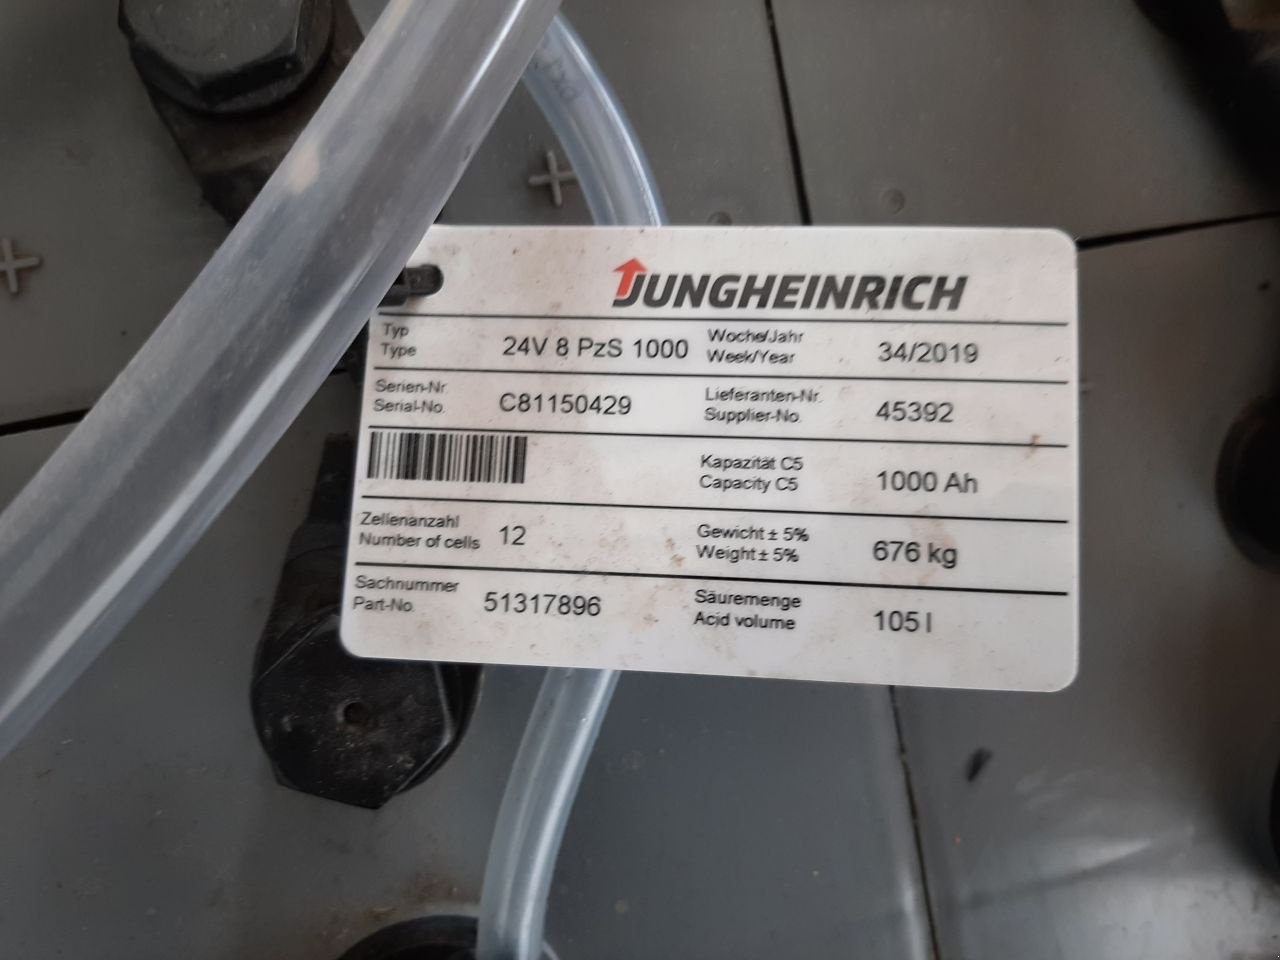 JUNGHEINRICH
Typ
Type
24V 8 PzS 1000
Woche/Jahr
Week/Year
34/2019
Serien-Nr.
Serial-No.
C81150429
Lieferanten-Nr.
Supplier-No.
45392
Kapazität C5
Capacity C5
1000 Ah
Zellenanzahl
Number of cells
12
Gewicht ± 5%
Weight ± 5%
676 kg
Sachnummer
Part-No.
51317896
Säuremenge
Acid volume
105 l